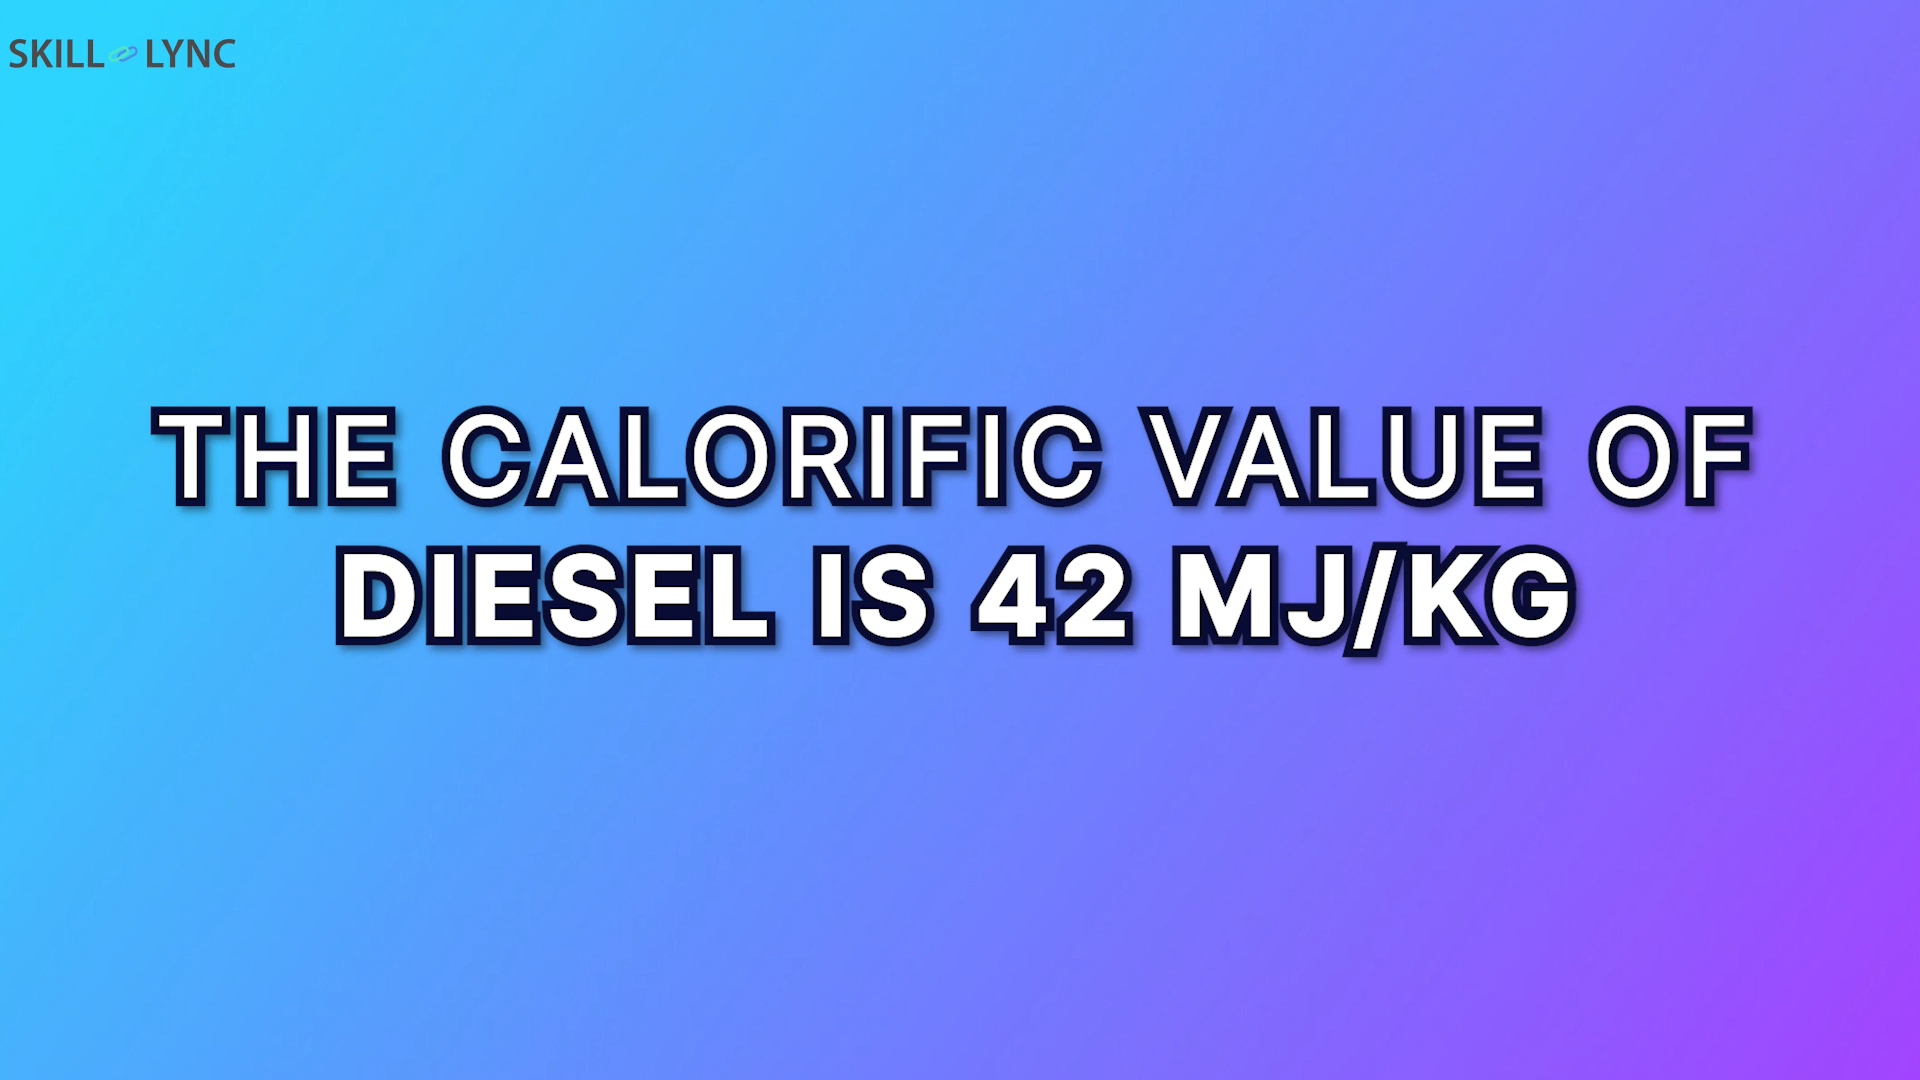 SKILL LYNC
THE CALORIFIC VALUE OF
DIESEL IS 42 MJ/KG